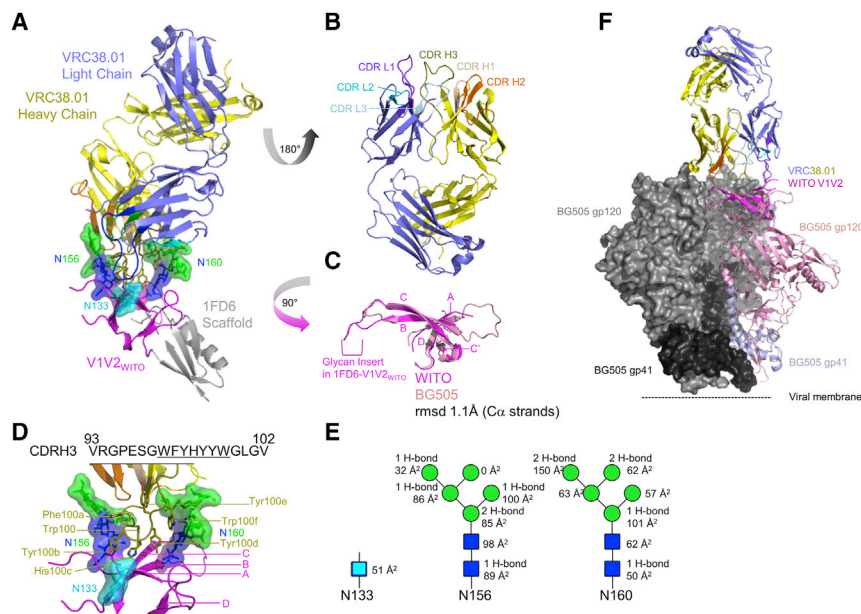 A
VRC38.01
Light Chain
VRC38.01
Heavy Chain
180°
N156
N160
N133
1FD6
Scaffold
V1V2WITO
90°
B
CDR L1
CDR H3
CDR H1
CDR L2
CDR H2
CDR L3
C
C
A
B
D
C'
Glycan Insert
in 1FD6-V1V2WITO
WITO
BG505
rmsd 1.1Å (Cα strands)
F
VRC38.01
WITO V1V2
BG505 gp120
BG505 gp120
BG505 gp41
BG505 gp41
Viral membrane
D
93
102
CDRH3 VRGPESGWFYHYYWGLGV
Tyr100e
Phe100a
Trp100
Trp100f
N156
N160
Tyr100b
Tyr100d
His100c
C
B
A
N133
D
E
51 Å²
N133
1 H-bond
32 Å²
0 Å²
1 H-bond
86 Å²
1 H-bond
100 Å²
2 H-bond
85 Å²
98 Å²
1 H-bond
89 Å²
N156
2 H-bond
150 Å²
2 H-bond
62 Å²
63 Å²
57 Å²
1 H-bond
101 Å²
62 Å²
1 H-bond
50 Å²
N160